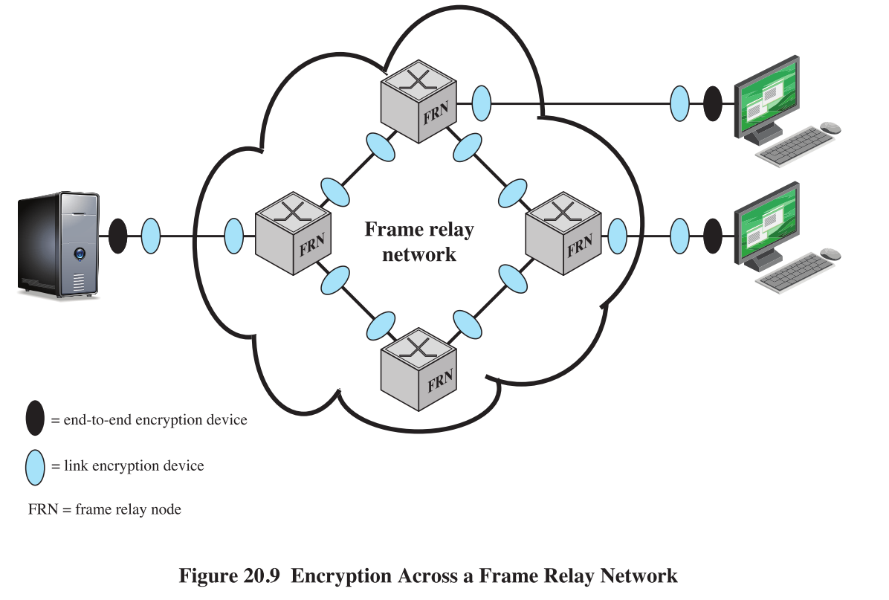 FRN
FRN
Frame relay
network
FRN
FRN
= end-to-end encryption device
= link encryption device
FRN = frame relay node
Figure 20.9 Encryption Across a Frame Relay Network